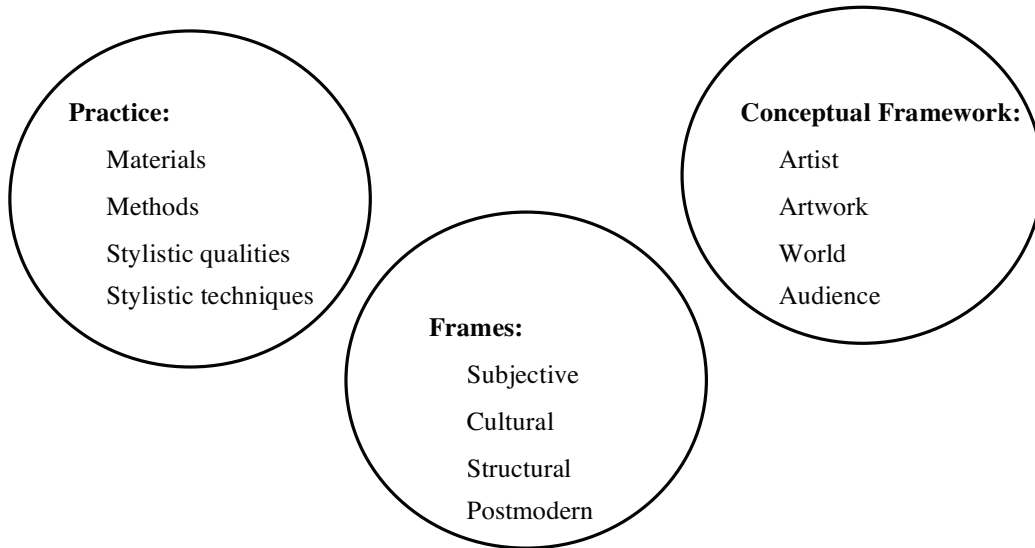 Practice:
Materials
Methods
Stylistic qualities
Stylistic techniques
Conceptual Framework:
Artist
Artwork
World
Audience
Frames:
Subjective
Cultural
Structural
Postmodern